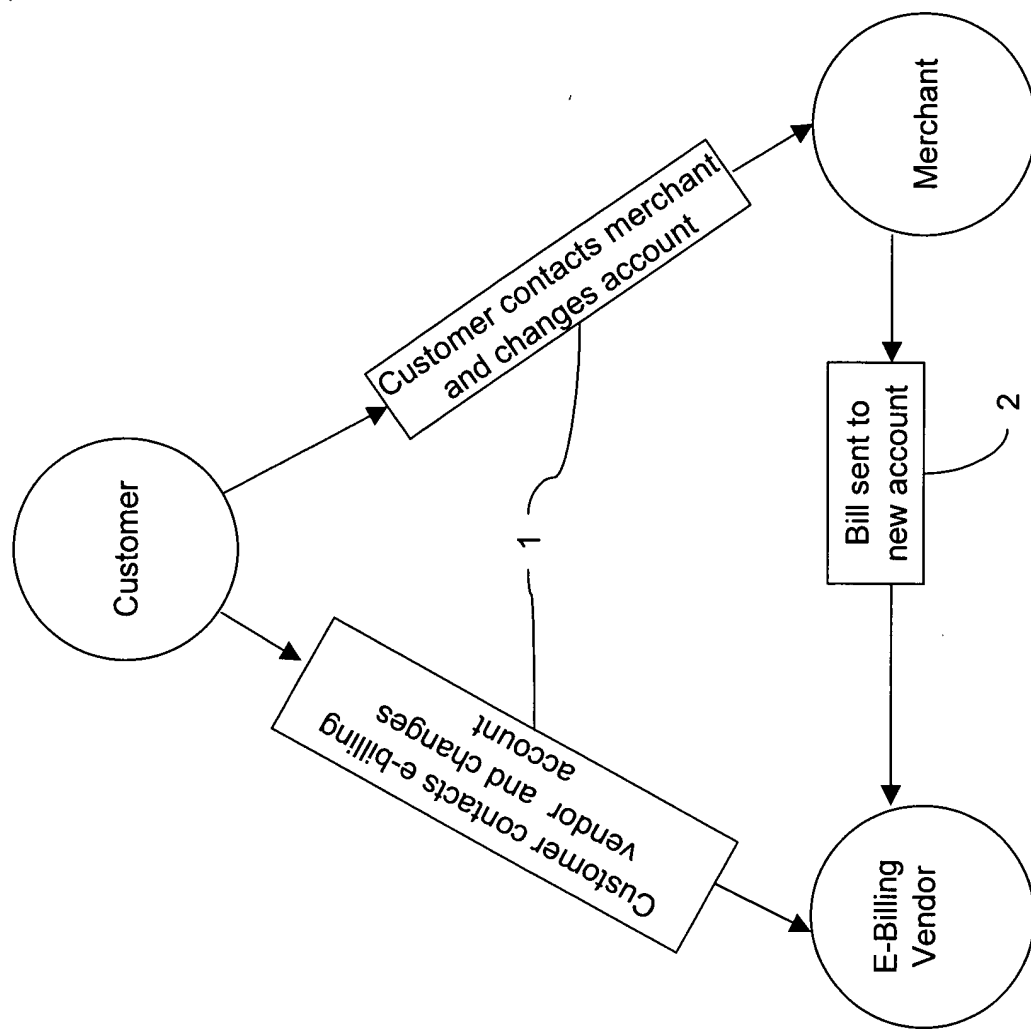 Customer
Customer contacts e-billing
vendor and changes
account
Customer contacts merchant
and changes account
1
Bill sent to
new account
2
E-Billing
Vendor
Merchant